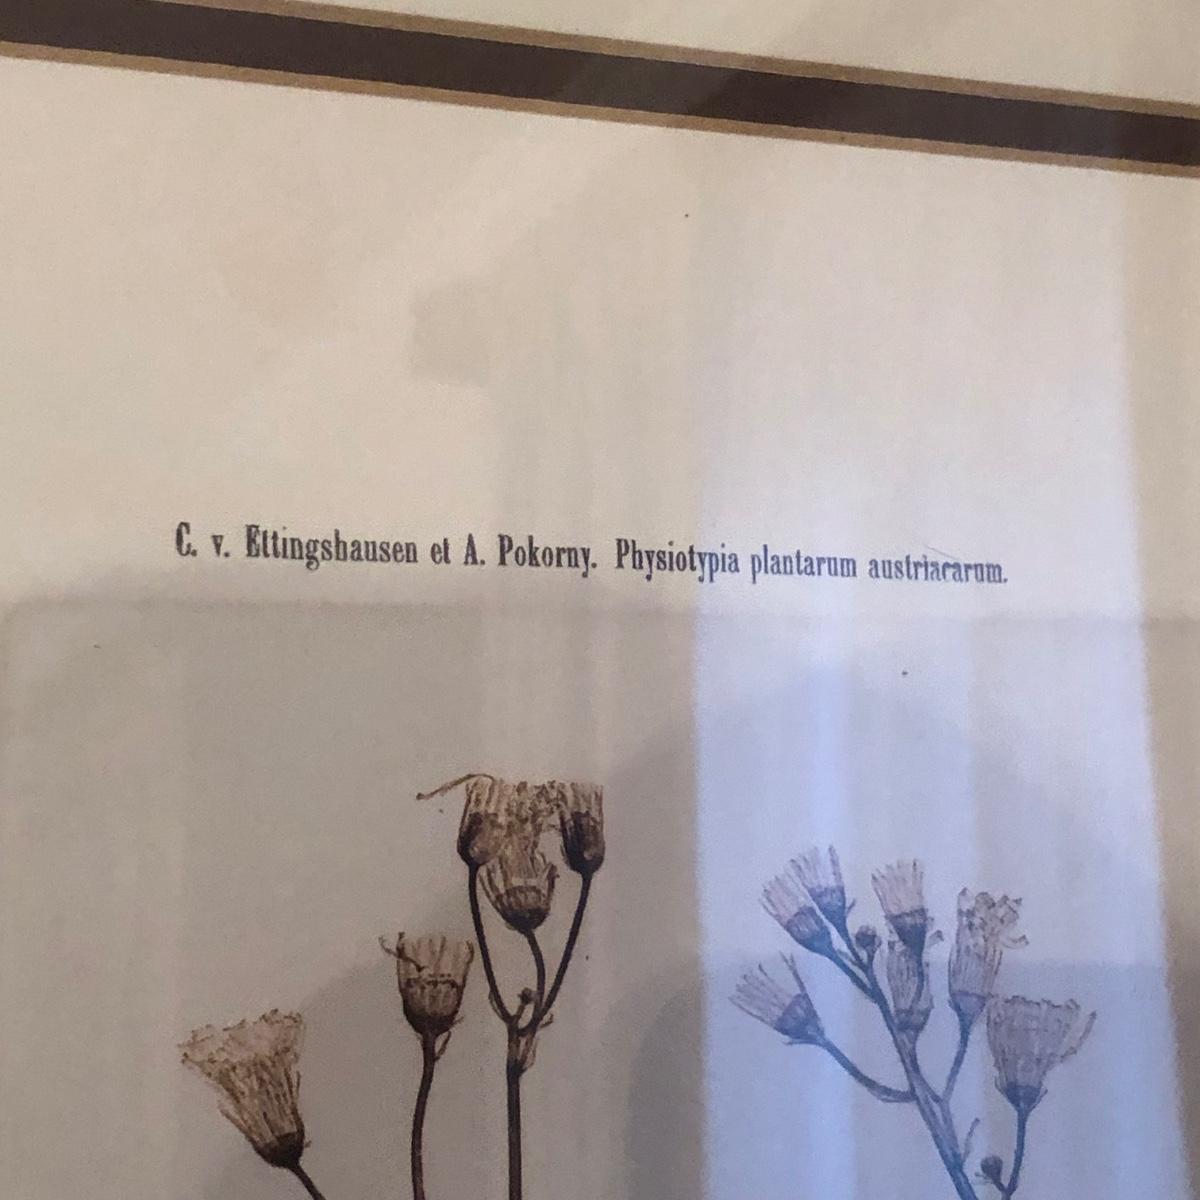 C. v. Ettingshausen et A. Pokorny. Physiotypia plantarum austriacarum.